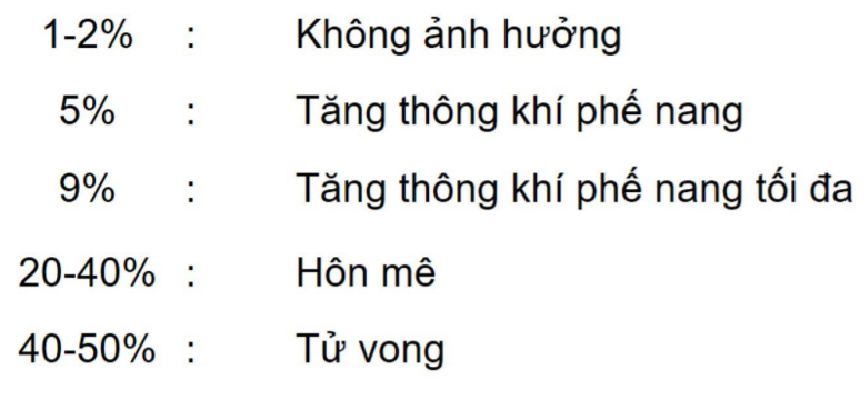 1-2% : Không ảnh hưởng
5% : Tăng thông khí phế nang
9% : Tăng thông khí phế nang tối đa
20-40% : Hôn mê
40-50% : Tử vong